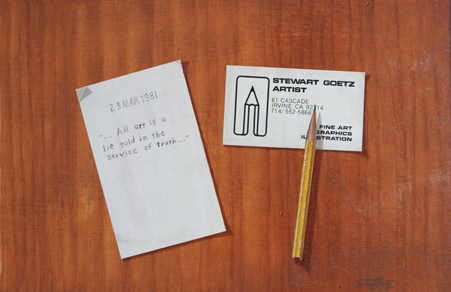 23 MAR 1981
"... All art is a
lie told in the
service of Truth..."
STEWART GOETZ
ARTIST
61 CASCADE
IRVINE, CA. 92714
714/ 552-5866
FINE ART
GRAPHICS
ILLUSTRATION